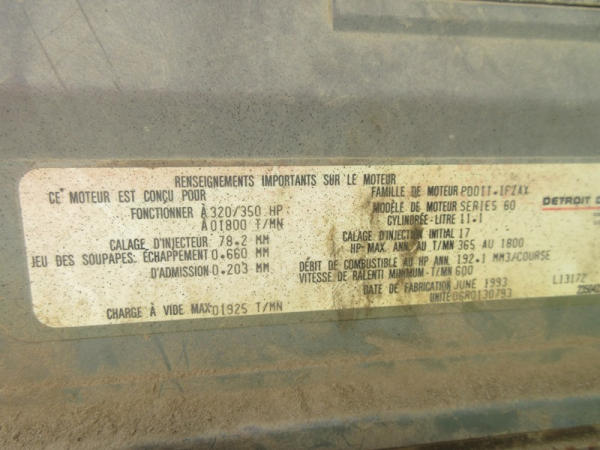 RENSEIGNEMENTS IMPORTANTS SUR LE MOTEUR
CE MOTEUR EST CONÇU POUR
FONCTIONNER À 320/350 HP
À 01800 T/MN
CALAGE D'INJECTEUR 78.2 MM
JEU DES SOUPAPES: ÉCHAPPEMENT 0.660 MM
D'ADMISSION 0.203 MM
CHARGE À VIDE MAX 01925 T/MN
FAMILLE DE MOTEUR
MODÈLE DE MOTEUR SERIES 60
CYLINDRÉE-LITRE 11.1
CALAGE D'INJECTION INITIAL 17
HP-MAX. ANN. AU T/MN 365 AU 1800
DÉBIT DE COMBUSTIBLE AU HP ANN. 192.1 MM3/COURSE
VITESSE DE RALENTI MINIMUM-T/MN 600
DATE DE FABRICATION JUNE 1993
UNITÉ 06R0130793
DETROIT D
L13172